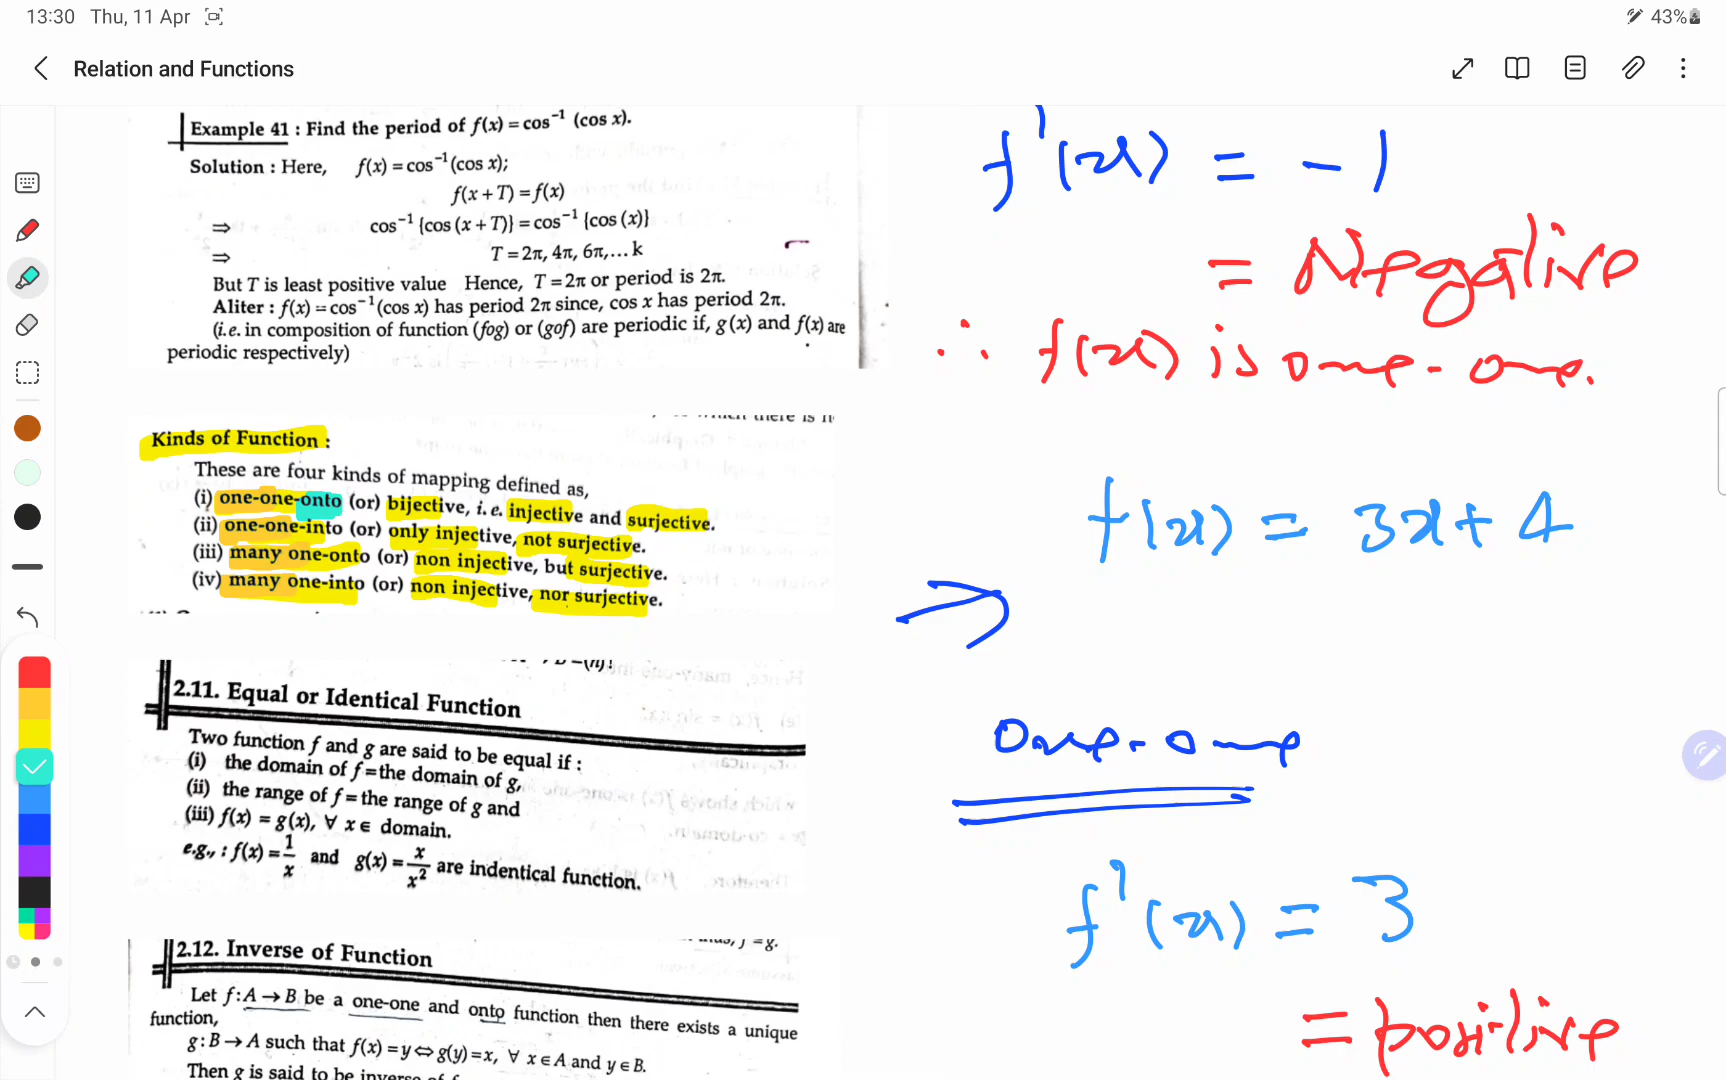 13:30 Thu, 11 Apr
43%
Relation and Functions
Example 41 : Find the period of f(x) = cos⁻¹ (cos x).
Solution : Here, f(x) = cos⁻¹ (cos x);
f(x + T) = f(x)
⇒ cos⁻¹ {cos (x + T)} = cos⁻¹ {cos (x)}
⇒ T = 2π, 4π, 6π,... k
But T is least positive value Hence, T = 2π or period is 2π.
Aliter : f(x) = cos⁻¹ (cos x) has period 2π since, cos x has period 2π.
(i.e. in composition of function (fog) or (gof) are periodic if, g(x) and f(x) are
periodic respectively)
Kinds of Function :
These are four kinds of mapping defined as,
(i) one-one-onto (or) bijective, i.e. injective and surjective.
(ii) one-one-into (or) only injective, not surjective.
(iii) many one-onto (or) non injective, but surjective.
(iv) many one-into (or) non injective, nor surjective.
2.11. Equal or Identical Function
Two function f and g are said to be equal if :
(i) the domain of f = the domain of g,
(ii) the range of f = the range of g and
(iii) f(x) = g(x), ∀ x ∈ domain.
e.g., : f(x) = 1/x and g(x) = x/x² are indentical function.
2.12. Inverse of Function
Let f : A → B be a one-one and onto function then there exists a unique
function,
g : B → A such that f(x) = y ⇔ g(y) = x, ∀ x ∈ A and y ∈ B.
Then g is said to be inverse of f
f'(x) = -1
= Negative
∴ f(x) is one-one.
f(x) = 3x + 4
→
one-one
f'(x) = 3
= positive